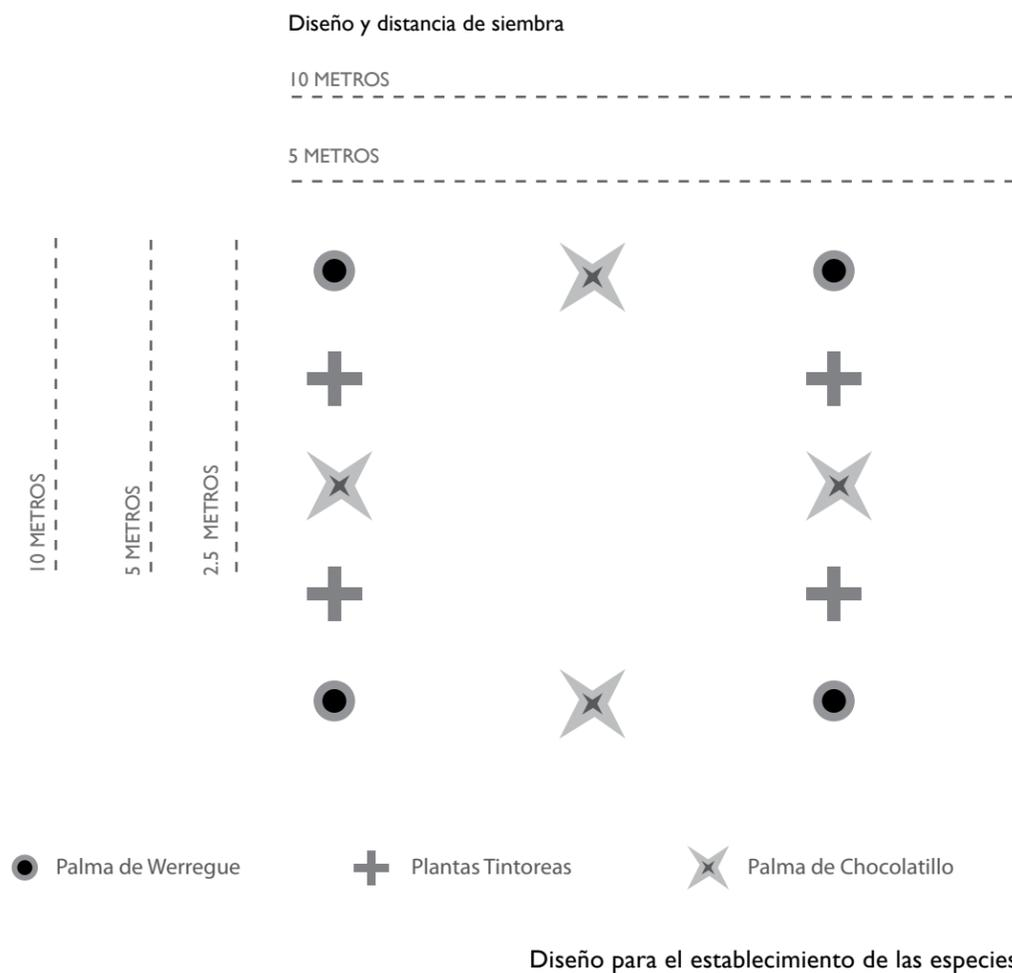 Diseño y distancia de siembra
10 METROS
5 METROS
10 METROS
5 METROS
2.5 METROS
Palma de Werregue
Plantas Tintoreas
Palma de Chocolatillo
Diseño para el establecimiento de las especies